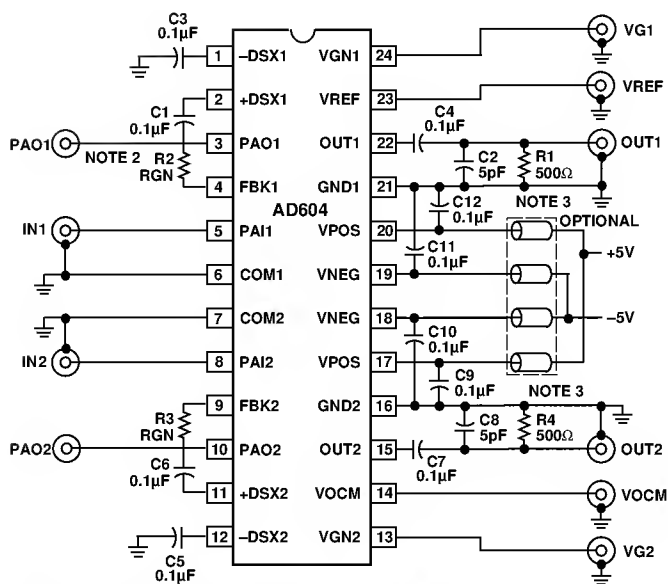 C3
0.1µF
1
–DSX1
VGN1
24
VG1
2
+DSX1
VREF
23
VREF
C1
0.1µF
C4
0.1µF
PAO1
NOTE 2
3
PAO1
OUT1
22
OUT1
R2
RGN
C2
5pF
R1
500Ω
4
FBK1
GND1
21
AD604
C12
0.1µF
NOTE 3
OPTIONAL
IN1
5
PAI1
VPOS
20
C11
0.1µF
+5V
6
COM1
VNEG
19
7
COM2
VNEG
18
–5V
C10
0.1µF
IN2
8
PAI2
VPOS
17
C9
0.1µF
NOTE 3
9
FBK2
GND2
16
R3
RGN
C8
5pF
R4
500Ω
PAO2
10
PAO2
OUT2
15
OUT2
C6
0.1µF
C7
0.1µF
11
+DSX2
VOCM
14
VOCM
12
–DSX2
VGN2
13
VG2
C5
0.1µF